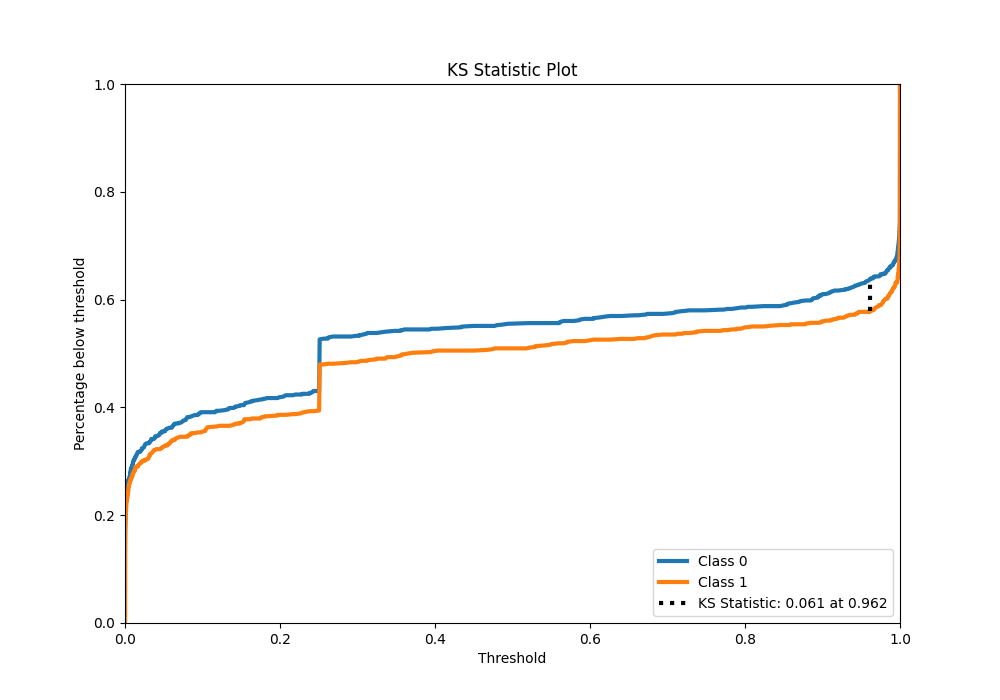 KS Statistic Plot
1.0
0.8
0.6
0.4
0.2
0.0
Percentage below threshold
0.0 0.2 0.4 0.6 0.8 1.0
Threshold
Class 0
Class 1
KS Statistic: 0.061 at 0.962